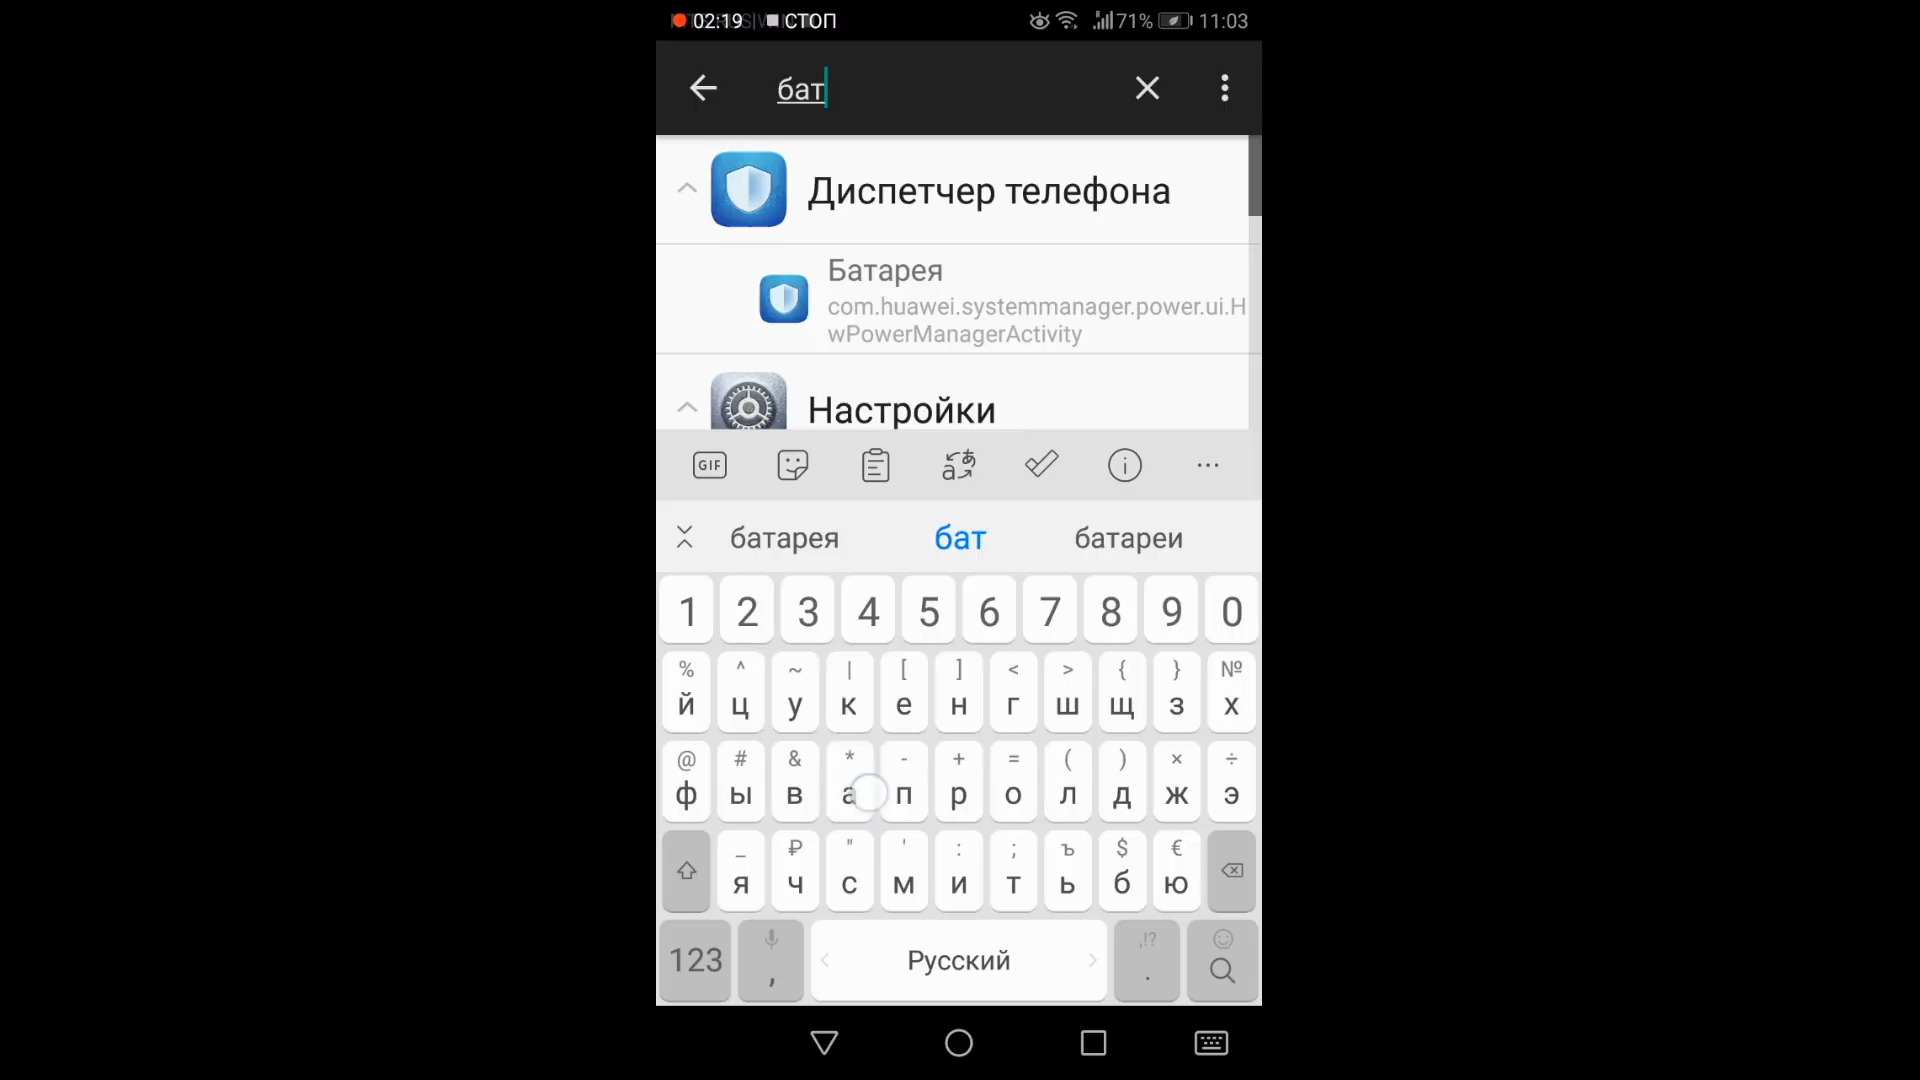 02:19 СТОП 71% 11:03
бат
Диспетчер телефона
Батарея
com.huawei.systemmanager.power.ui.H
wPowerManagerActivity
Настройки
GIF
батарея бат батареи
1 2 3 4 5 6 7 8 9 0
% ^ ~ | [ ] < > { } №
й ц у к е н г ш щ з х
@ # & * - + = ( ) × ÷
ф ы в а п р о л д ж э
_ ₽ " ' : ; ъ $ €
я ч с м и т ь б ю
,!?
123 , Русский .